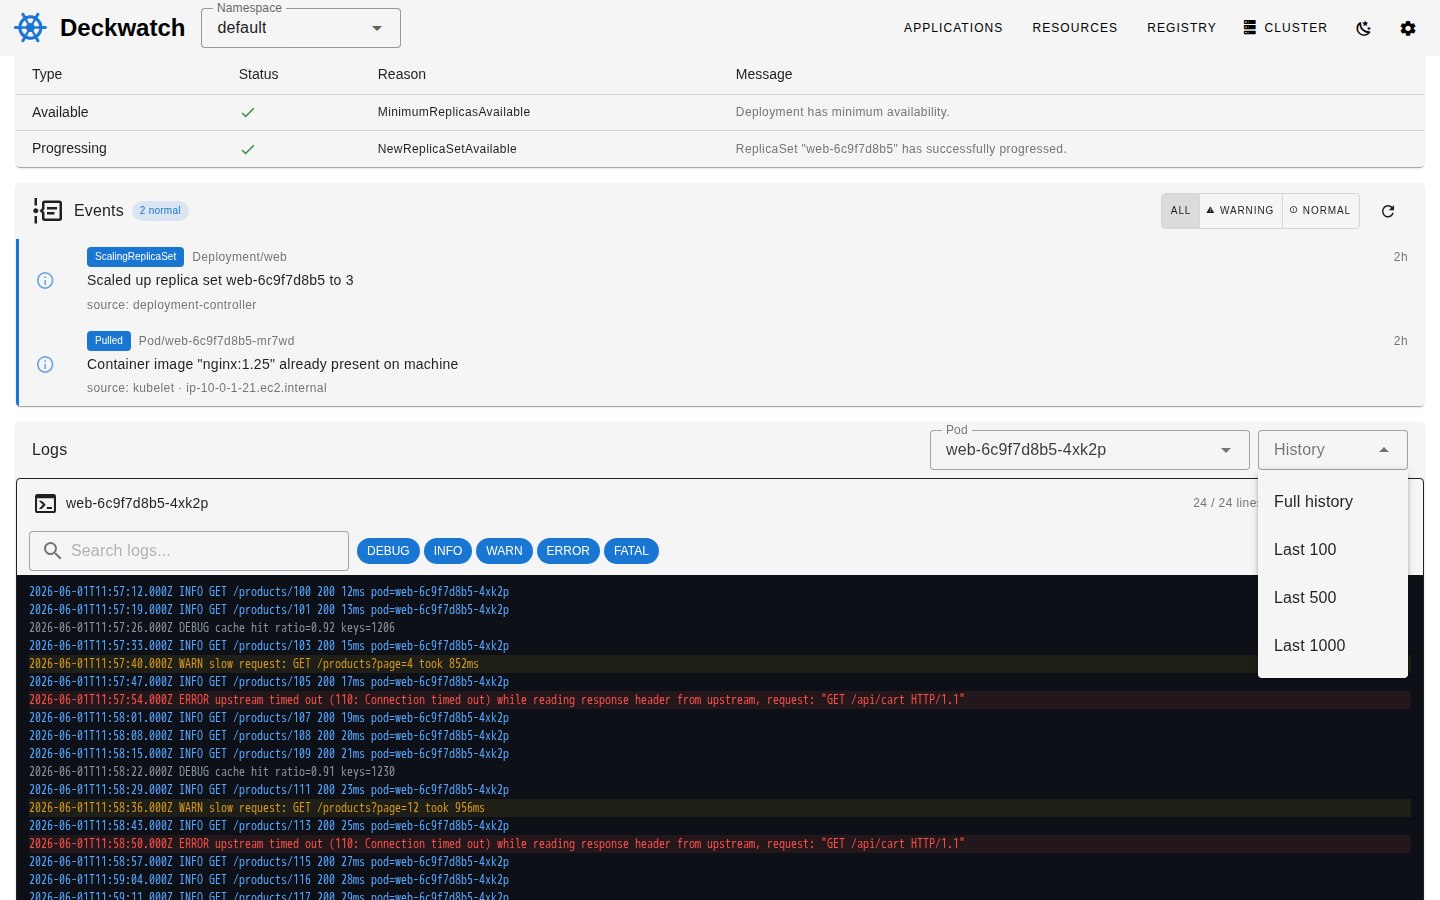 Deckwatch
Namespace
default
APPLICATIONS
RESOURCES
REGISTRY
CLUSTER
Type Status Reason Message
Available MinimumReplicasAvailable Deployment has minimum availability.
Progressing NewReplicaSetAvailable ReplicaSet "web-6c9f7d8b5" has successfully progressed.
Events 2 normal ALL WARNING NORMAL
ScalingReplicaSet Deployment/web 2h
Scaled up replica set web-6c9f7d8b5 to 3
source: deployment-controller
Pulled Pod/web-6c9f7d8b5-mr7wd 2h
Container image "nginx:1.25" already present on machine
source: kubelet · ip-10-0-1-21.ec2.internal
Logs
Pod
web-6c9f7d8b5-4xk2p
History
web-6c9f7d8b5-4xk2p
24 / 24 lines
Full history
Last 100
Last 500
Last 1000
Search logs...
DEBUG INFO WARN ERROR FATAL
2026-06-01T11:57:12.000Z INFO GET /products/100 200 12ms pod=web-6c9f7d8b5-4xk2p
2026-06-01T11:57:19.000Z INFO GET /products/101 200 13ms pod=web-6c9f7d8b5-4xk2p
2026-06-01T11:57:26.000Z DEBUG cache hit ratio=0.92 keys=1206
2026-06-01T11:57:33.000Z INFO GET /products/103 200 15ms pod=web-6c9f7d8b5-4xk2p
2026-06-01T11:57:40.000Z WARN slow request: GET /products?page=4 took 852ms
2026-06-01T11:57:47.000Z INFO GET /products/105 200 17ms pod=web-6c9f7d8b5-4xk2p
2026-06-01T11:57:54.000Z ERROR upstream timed out (110: Connection timed out) while reading response header from upstream, request: "GET /api/cart HTTP/1.1"
2026-06-01T11:58:01.000Z INFO GET /products/107 200 19ms pod=web-6c9f7d8b5-4xk2p
2026-06-01T11:58:08.000Z INFO GET /products/108 200 20ms pod=web-6c9f7d8b5-4xk2p
2026-06-01T11:58:15.000Z INFO GET /products/109 200 21ms pod=web-6c9f7d8b5-4xk2p
2026-06-01T11:58:22.000Z DEBUG cache hit ratio=0.91 keys=1230
2026-06-01T11:58:29.000Z INFO GET /products/111 200 23ms pod=web-6c9f7d8b5-4xk2p
2026-06-01T11:58:36.000Z WARN slow request: GET /products?page=12 took 956ms
2026-06-01T11:58:43.000Z INFO GET /products/113 200 25ms pod=web-6c9f7d8b5-4xk2p
2026-06-01T11:58:50.000Z ERROR upstream timed out (110: Connection timed out) while reading response header from upstream, request: "GET /api/cart HTTP/1.1"
2026-06-01T11:58:57.000Z INFO GET /products/115 200 27ms pod=web-6c9f7d8b5-4xk2p
2026-06-01T11:59:04.000Z INFO GET /products/116 200 28ms pod=web-6c9f7d8b5-4xk2p
2026-06-01T11:59:11.000Z INFO GET /products/117 200 29ms pod=web-6c9f7d8b5-4xk2p